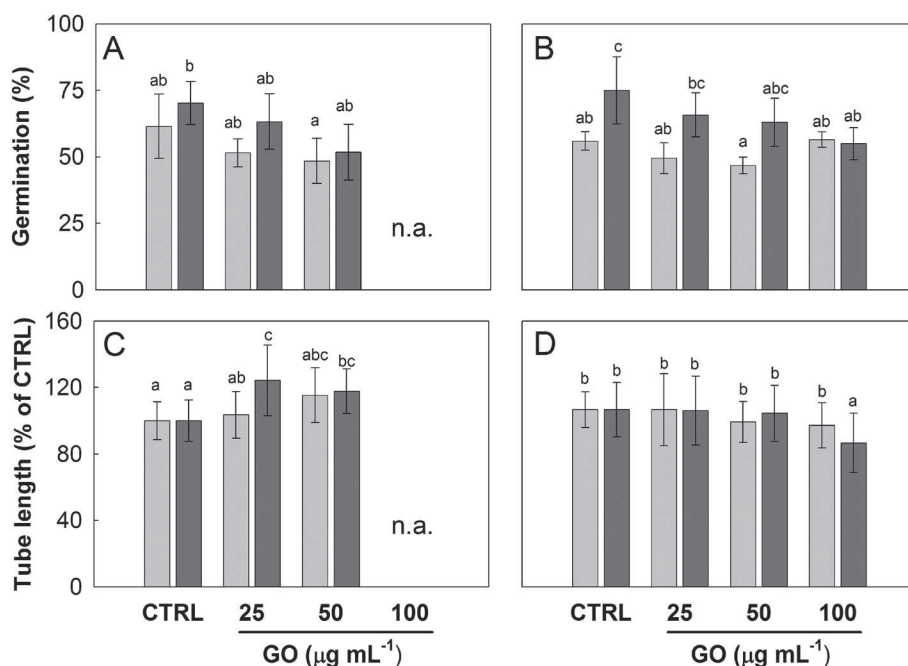 100
75
50
25
0
Germination (%)
A
ab
b
ab
ab
a
ab
n.a.
B
ab
c
ab
bc
a
abc
ab
ab
160
120
80
40
0
Tube length (% of CTRL)
C
a
a
ab
c
abc
bc
n.a.
D
b
b
b
b
b
b
b
a
CTRL 25 50 100
GO (µg mL⁻¹)
CTRL 25 50 100
GO (µg mL⁻¹)